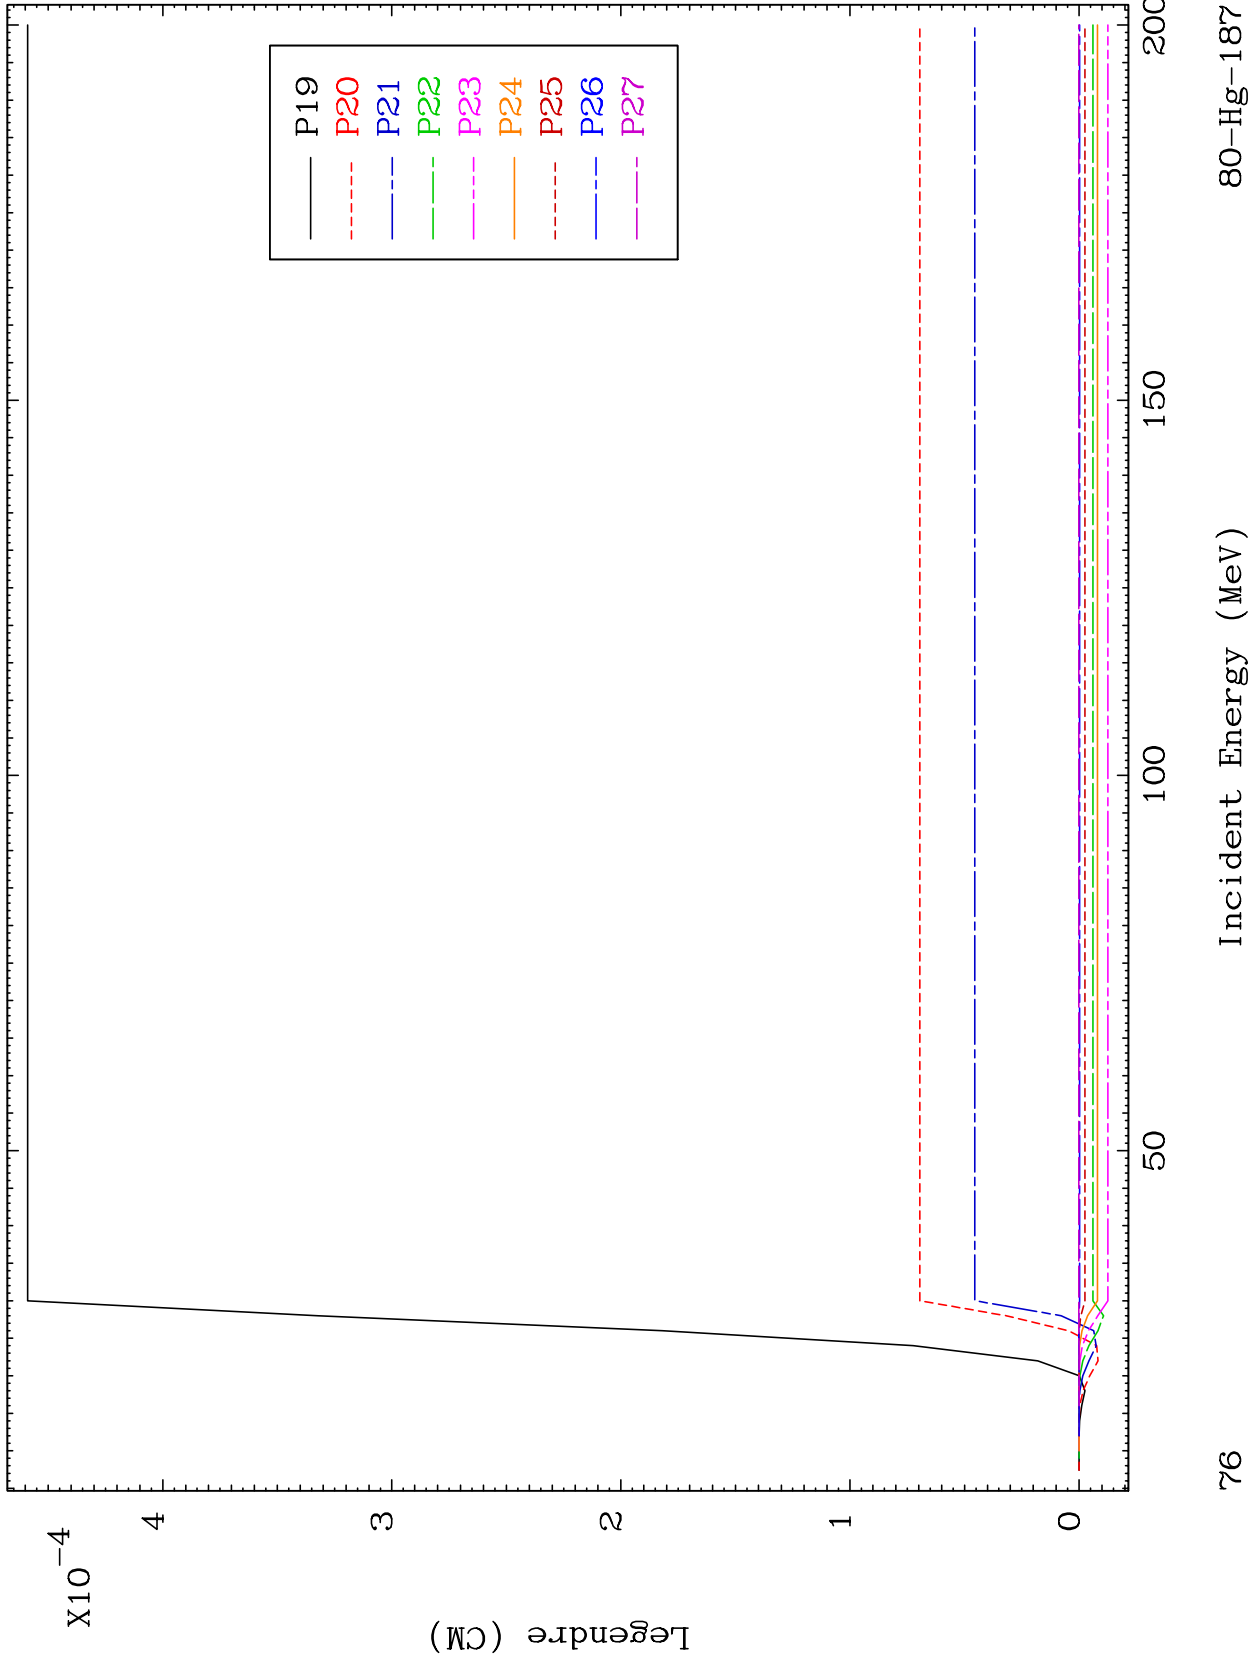 X10-4
4
3
2
1
0
Legendre (CM)
P19
P20
P21
P22
P23
P24
P25
P26
P27
50
100
150
200
Incident Energy (MeV)
76
80-Hg-187